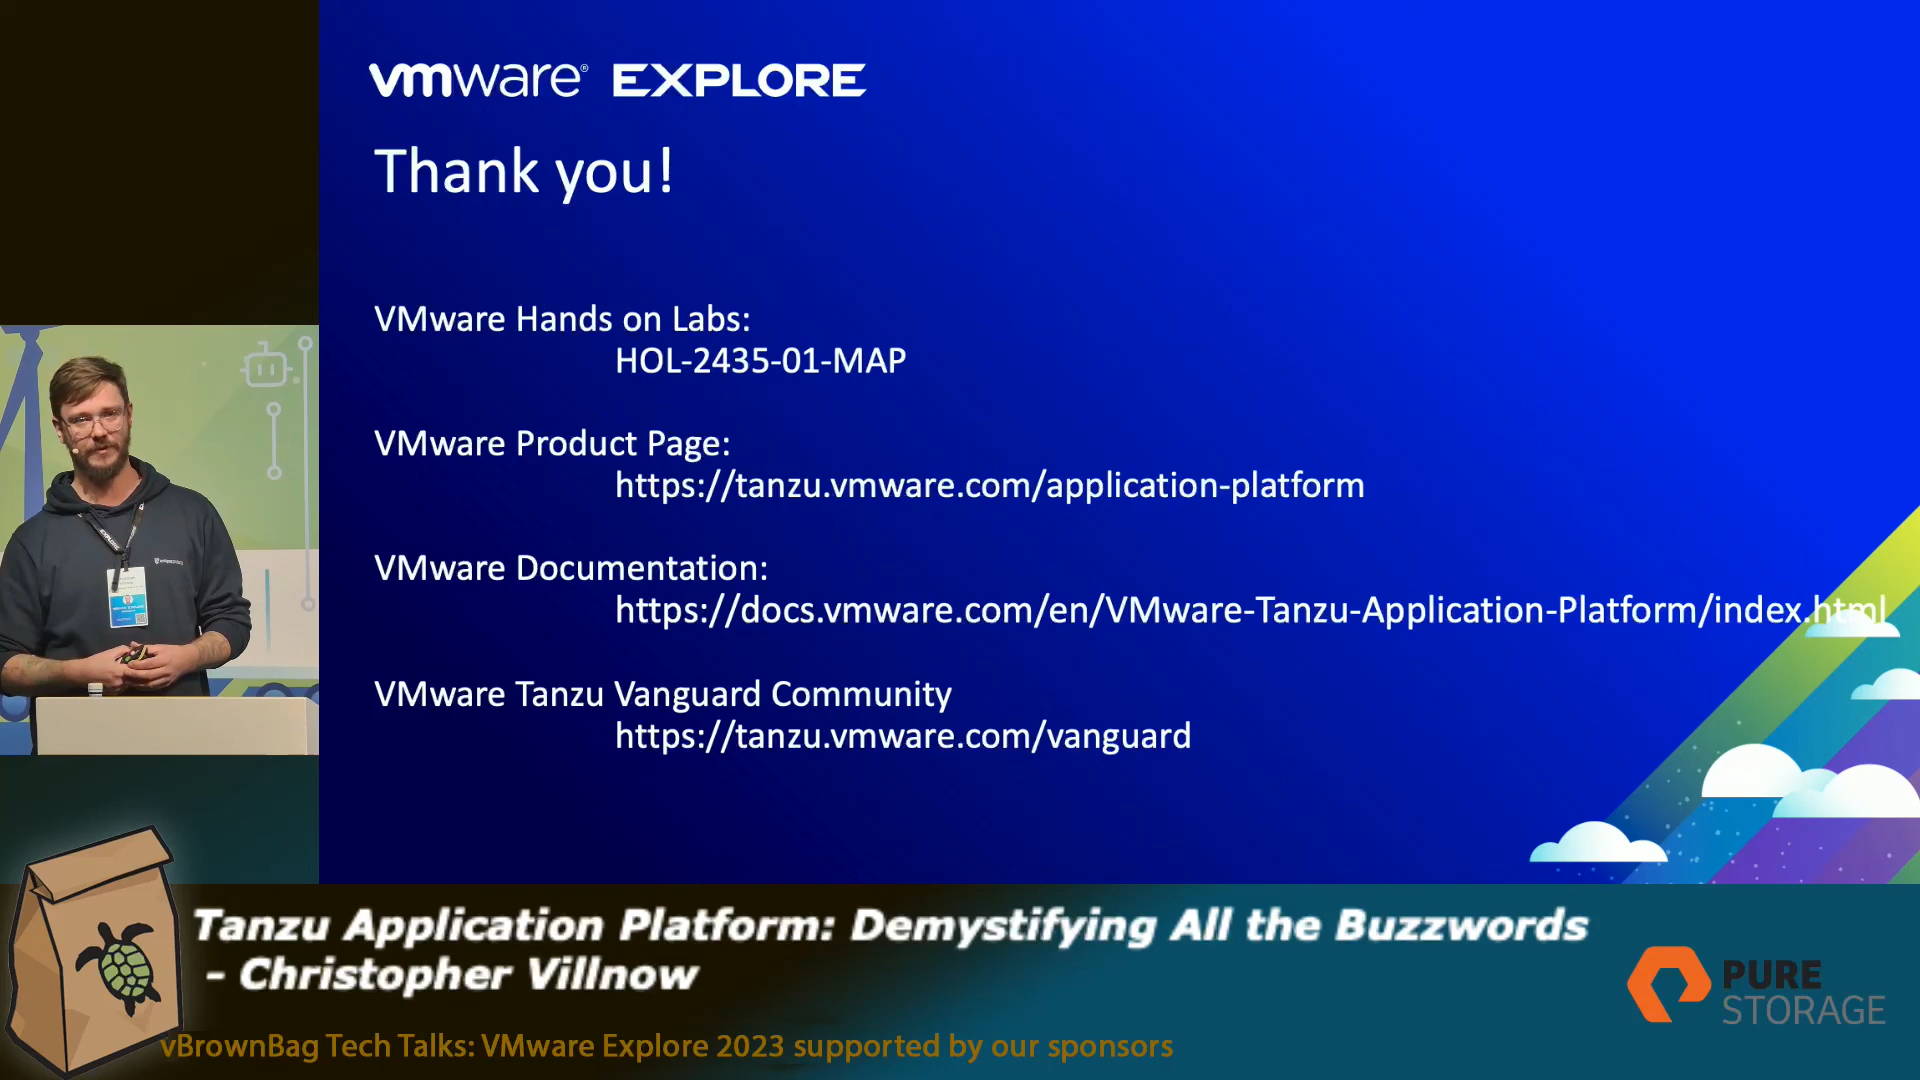 vmware® EXPLORE
Thank you!
VMware Hands on Labs:
HOL-2435-01-MAP
VMware Product Page:
https://tanzu.vmware.com/application-platform
VMware Documentation:
https://docs.vmware.com/en/VMware-Tanzu-Application-Platform/index.html
VMware Tanzu Vanguard Community
https://tanzu.vmware.com/vanguard
EXPLORE
Tanzu Application Platform: Demystifying All the Buzzwords
- Christopher Villnow
PURE
STORAGE
vBrownBag Tech Talks: VMware Explore 2023 supported by our sponsors